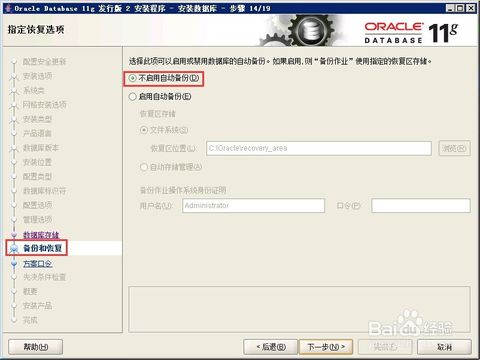 Oracle Database 11g 发行版 2 安装程序 - 安装数据库 - 步骤 14/19
指定恢复选项
ORACLE 11g
DATABASE
配置安全更新
安装选项
系统类
网格安装选项
安装类型
产品语言
数据库版本
安装位置
配置类型
数据库标识符
配置选项
管理选项
数据库存储
备份和恢复
方案口令
先决条件检查
概要
安装产品
完成
选择此项可以启用或禁用数据库的自动备份。如果启用,则“备份作业”使用指定的恢复区存储。
不启用自动备份(D)
启用自动备份(E)
恢复区存储
文件系统(S)
恢复区位置(L): C:\Oracle\recovery_area 浏览(R)
自动存储管理(A)
备份作业操作系统身份证明
用户名(U): Administrator 口令(P):
帮助(H) < 后退(B) 下一步(N) > 取消
Baidu 经验